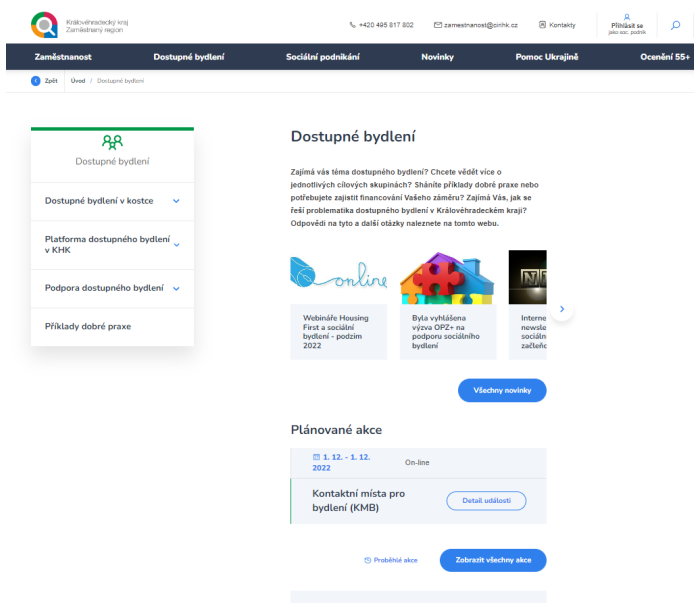 Královéhradecký kraj
Zaměstnaný region
+420 495 817 802
zamestnanost@cirihk.cz
Kontakty
Přihlásit se
jako soc. podnik
Zaměstnanost
Dostupné bydlení
Sociální podnikání
Novinky
Pomoc Ukrajině
Ocenění 55+
Zpět
Úvod / Dostupné bydlení
Dostupné bydlení
Dostupné bydlení v kostce
Platforma dostupného bydlení
v KHK
Podpora dostupného bydlení
Příklady dobré praxe
Dostupné bydlení
Zajímá vás téma dostupného bydlení? Chcete vědět více o
jednotlivých cílových skupinách? Sháníte příklady dobré praxe nebo
potřebujete zajistit financování Vašeho záměru? Zajímá Vás, jak se
řeší problematika dostupného bydlení v Královéhradeckém kraji?
Odpovědi na tyto a další otázky naleznete na tomto webu.
online
Webináře Housing
First a sociální
bydlení - podzim
2022
Byla vyhlášena
výzva OPZ+ na
podporu sociálního
bydlení
Interne
newsle
sociáln
začleňo
Všechny novinky
Plánované akce
1. 12. - 1. 12.
2022
On-line
Kontaktní místa pro
bydlení (KMB)
Detail události
Proběhlé akce
Zobrazit všechny akce